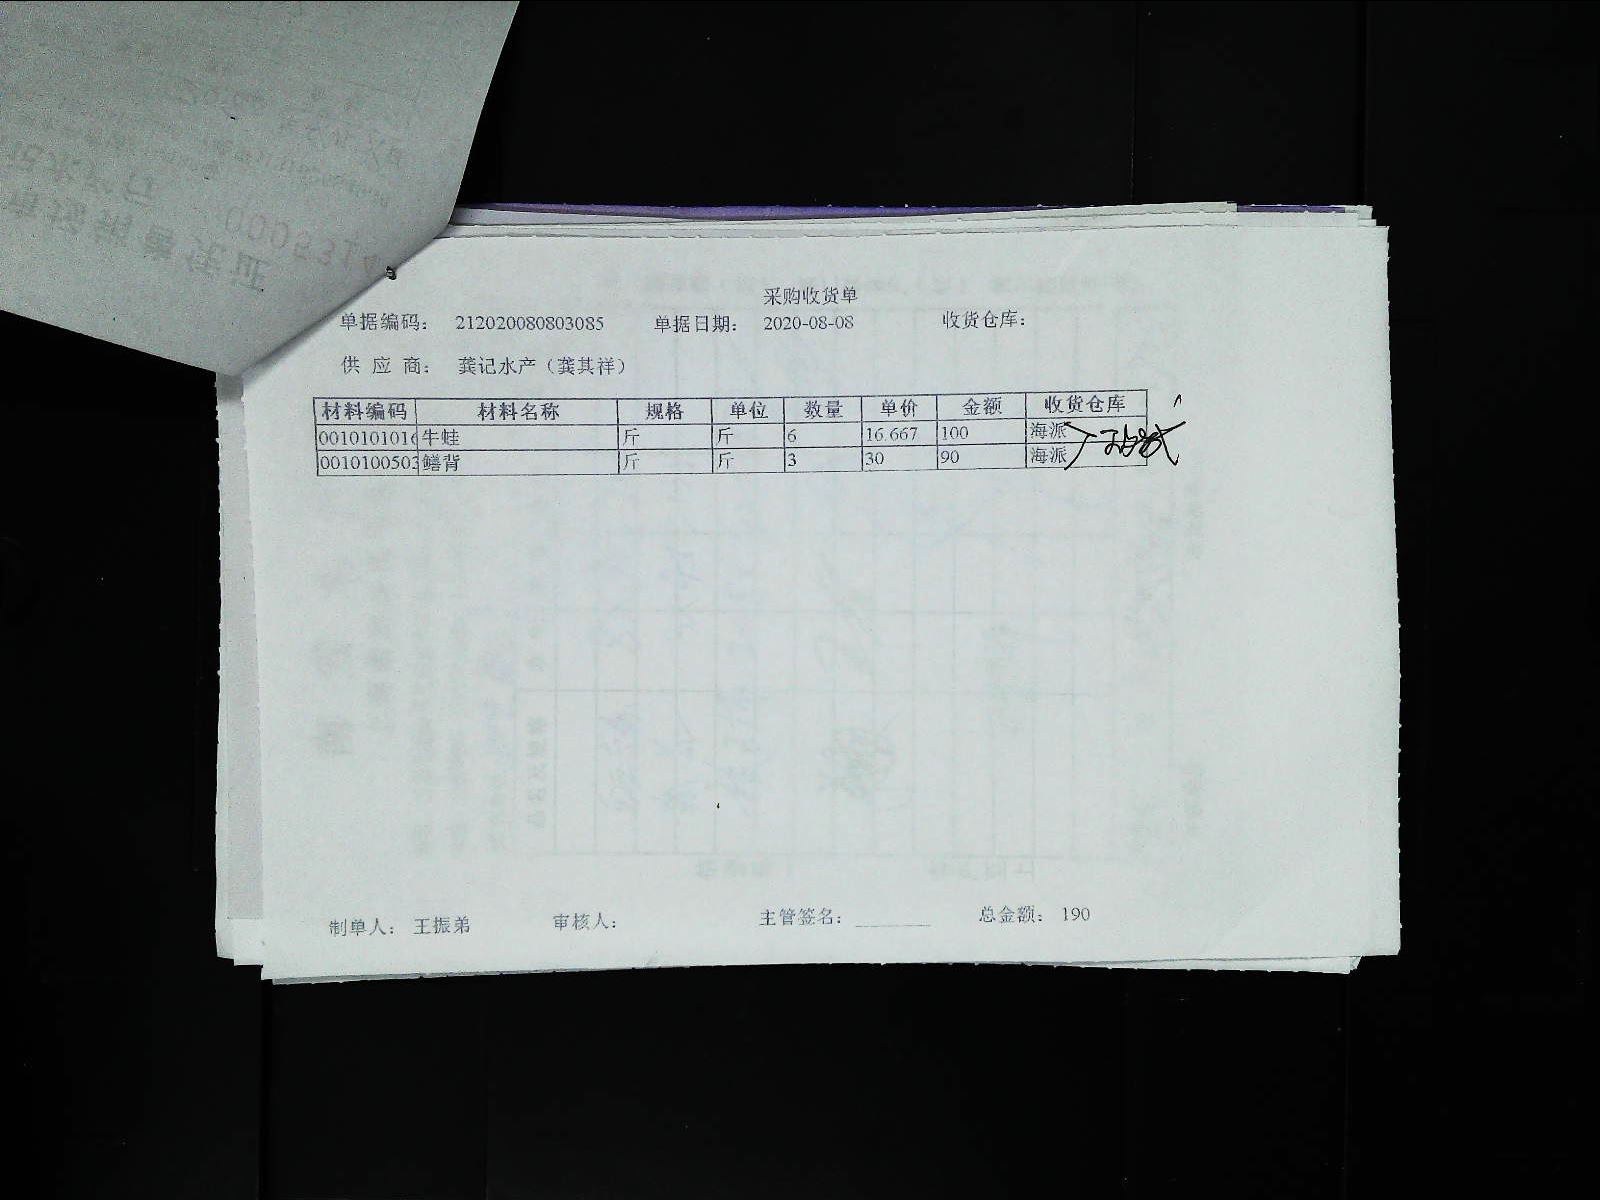 0006314
采购收货单
单据编码： 212020080803085 单据日期： 2020-08-08 收货仓库：
供 应 商： 龚记水产（龚其祥）
材料编码 材料名称 规格 单位 数量 单价 金额 收货仓库
0010101016 牛蛙 斤 斤 6 16.667 100 海派
0010100503 鳝背 斤 斤 3 30 90 海派
制单人： 王振弟 审核人： 主管签名： 总金额： 190